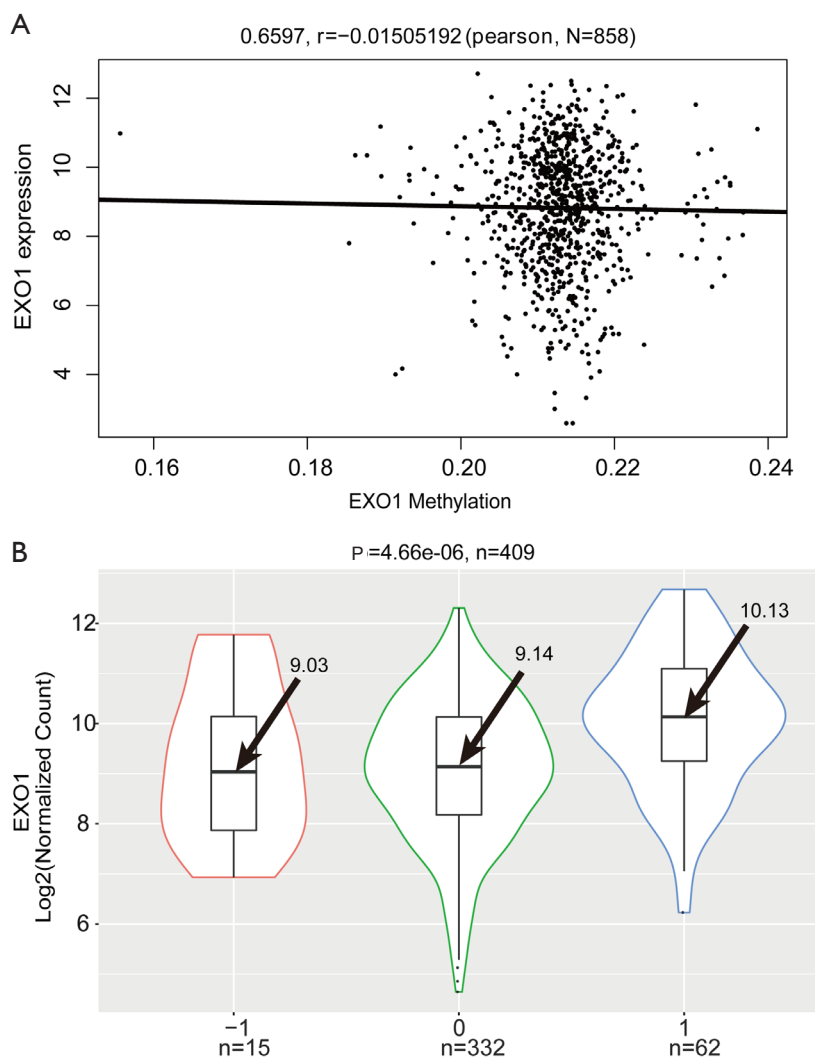 A
0.6597, r=−0.01505192 (pearson, N=858)
12
10
8
6
4
EXO1 expression
0.16 0.18 0.20 0.22 0.24
EXO1 Methylation
B
P =4.66e-06, n=409
12
10
8
6
EXO1
Log2(Normalized Count)
9.03
9.14
10.13
−1 0 1
n=15 n=332 n=62